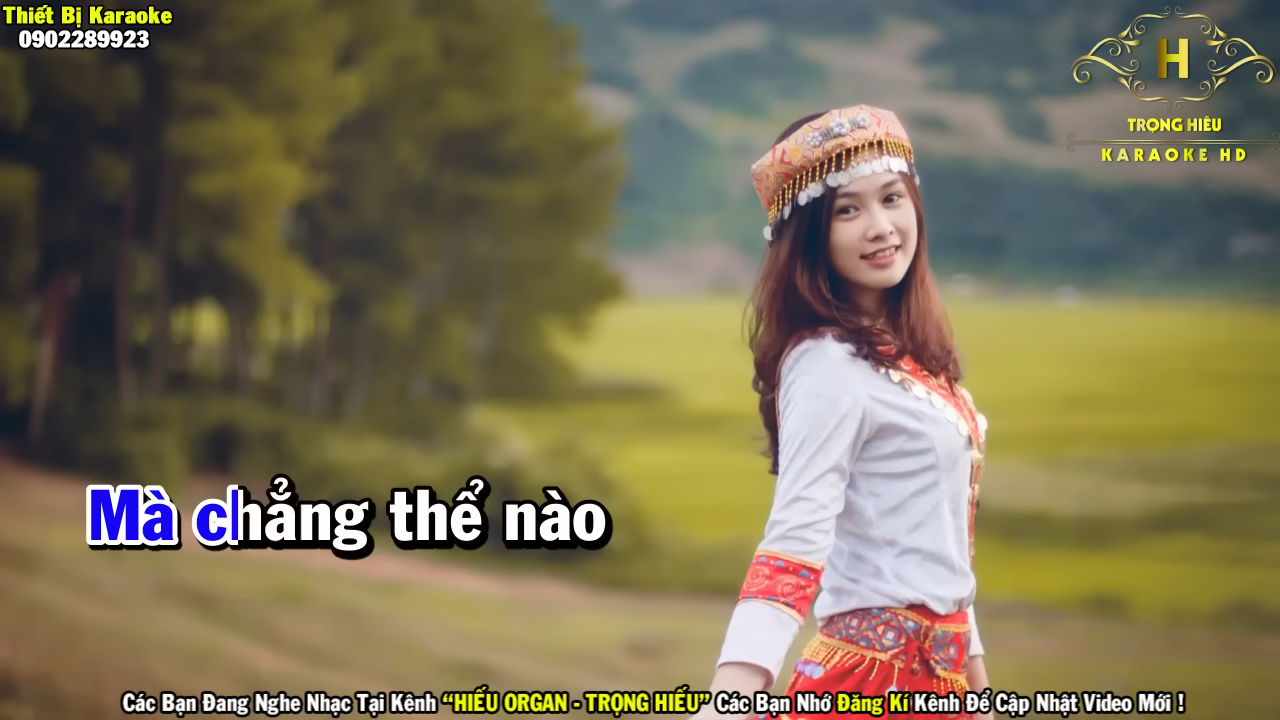 Thiết Bị Karaoke
0902289923
H
TRỌNG HIẾU
KARAOKE HD
Mà chẳng thể nào
Các Bạn Đang Nghe Nhạc Tại Kênh “HIẾU ORGAN - TRỌNG HIẾU” Các Bạn Nhớ Đăng Kí Kênh Để Cập Nhật Video Mới !